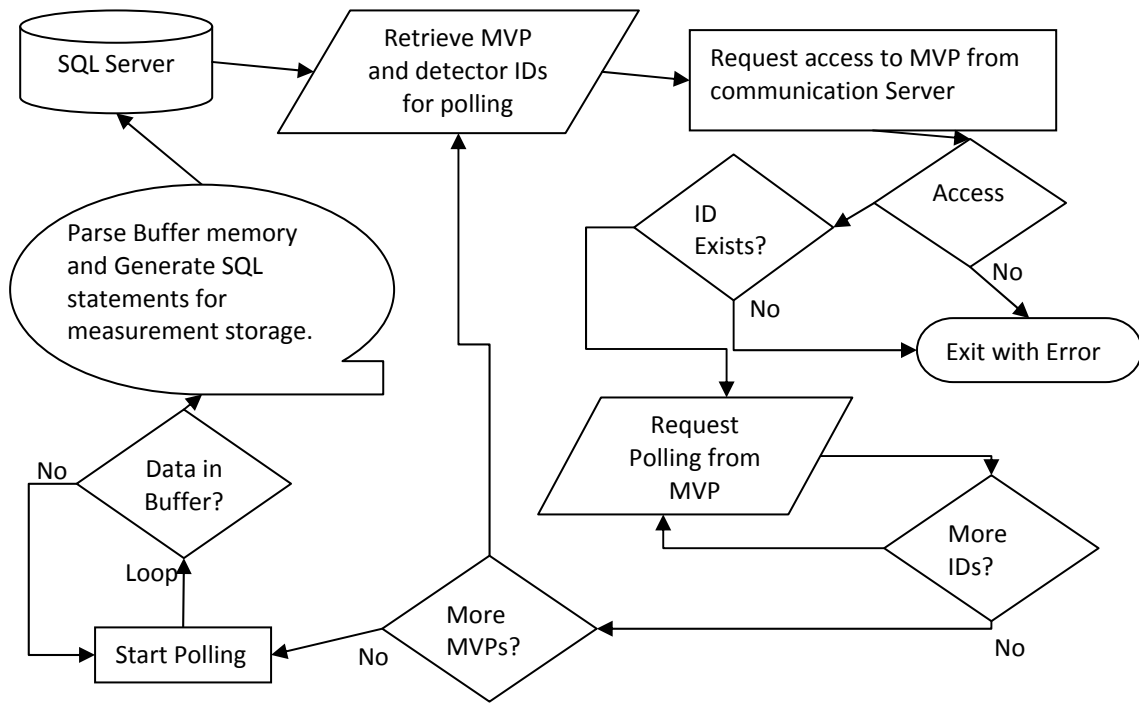 SQL Server
Retrieve MVP
and detector IDs
for polling
Request access to MVP from
communication Server
Access
No
ID
Exists?
No
Exit with Error
Parse Buffer memory
and Generate SQL
statements for
measurement storage.
Request
Polling from
MVP
More
IDs?
No
Data in
Buffer?
No
Loop
More
MVPs?
No
Start Polling